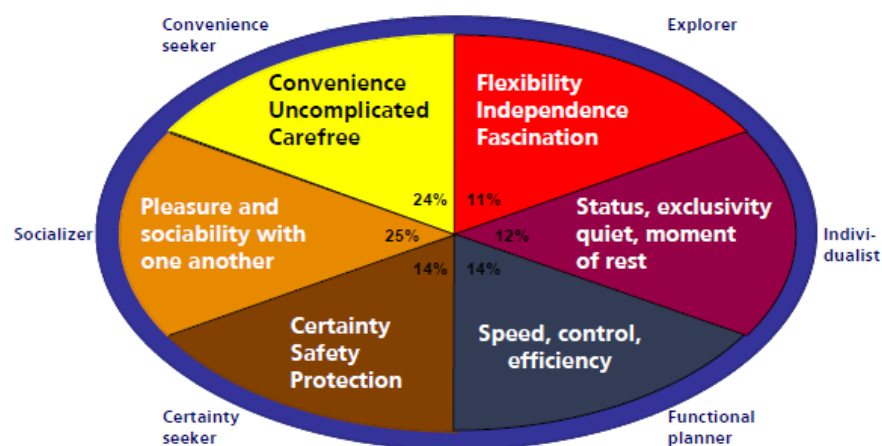 Convenience
seeker
Explorer
Convenience
Uncomplicated
Carefree
24%
Flexibility
Independence
Fascination
11%
Socializer
Pleasure and
sociability with
one another
25%
Status, exclusivity
quiet, moment
of rest
12%
Indivi-
dualist
Certainty
Safety
Protection
14%
Speed, control,
efficiency
14%
Certainty
seeker
Functional
planner